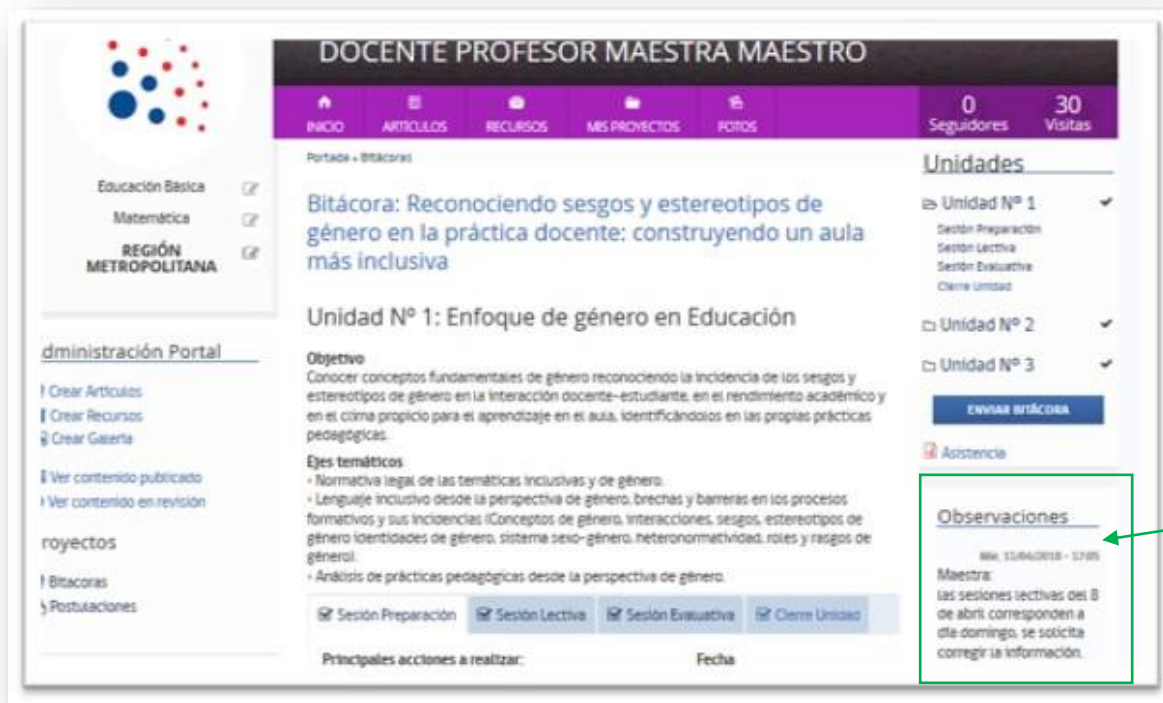 DOCENTE PROFESOR MAESTRA MAESTRO
INICIO
ARTÍCULOS
RECURSOS
MIS PROYECTOS
FOTOS
0
Seguidores
30
Visitas
Educación Básica
Matemática
REGIÓN
METROPOLITANA
dministración Portal
Crear Artículos
Crear Recursos
Crear Galería
Ver contenido publicado
Ver contenido en revisión
royectos
Bitacoras
Postulaciones
Portada » Bitácoras
Bitácora: Reconociendo sesgos y estereotipos de
género en la práctica docente: construyendo un aula
más inclusiva
Unidad Nº 1: Enfoque de género en Educación
Objetivo
Conocer conceptos fundamentales de género reconociendo la incidencia de los sesgos y
estereotipos de género en la interacción docente-estudiante, en el rendimiento académico y
en el clima propicio para el aprendizaje en el aula, identificándolos en las propias prácticas
pedagógicas.
Ejes temáticos
• Normativa legal de las temáticas inclusivas y de género.
• Lenguaje inclusivo desde la perspectiva de género, brechas y barreras en los procesos
formativos y sus incidencias (Conceptos de género, interacciones, sesgos, estereotipos de
género identidades de género, sistema sexo-género, heteronormatividad, roles y rasgos de
género).
• Análisis de prácticas pedagógicas desde la perspectiva de género.
Sesión Preparación
Sesión Lectiva
Sesión Evaluativa
Cierre Unidad
Principales acciones a realizar:
Fecha
Unidades
Unidad Nº 1
Sesión Preparación
Sesión Lectiva
Sesión Evaluativa
Cierre Unidad
Unidad Nº 2
Unidad Nº 3
ENVIAR BITÁCORA
Asistencia
Observaciones
Mié, 11/04/2018 - 17:05
Maestra:
las sesiones lectivas del 8
de abril corresponden a
día domingo, se solicita
corregir la información.